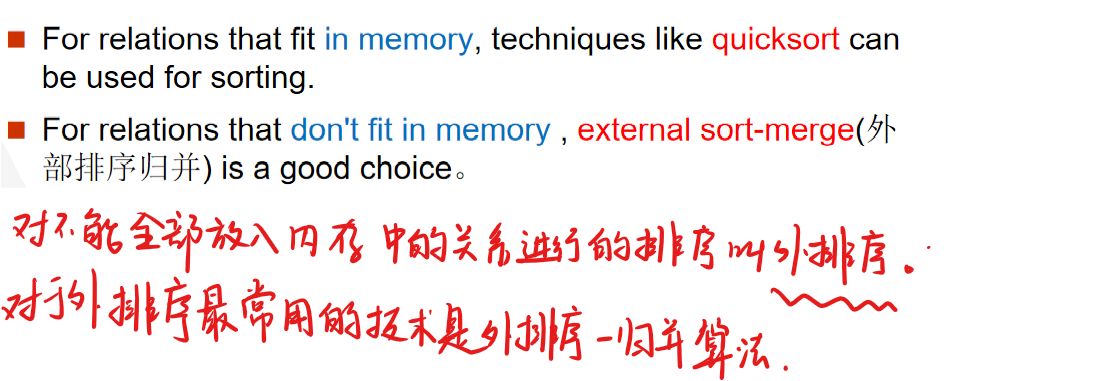 For relations that fit in memory, techniques like quicksort can
be used for sorting.
For relations that don't fit in memory , external sort-merge(外
部排序归并) is a good choice。
对不能全部放入内存中的关系进行的排序叫外排序.
对于外排序最常用的技术是外排序-归并算法.